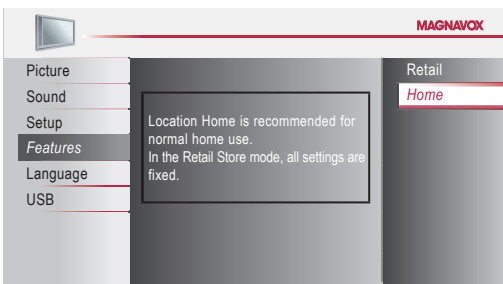 MAGNAVOX
Picture
Sound
Setup
Features
Language
USB
Location Home is recommended for
normal home use.
In the Retail Store mode, all settings are
fixed.
Retail
Home